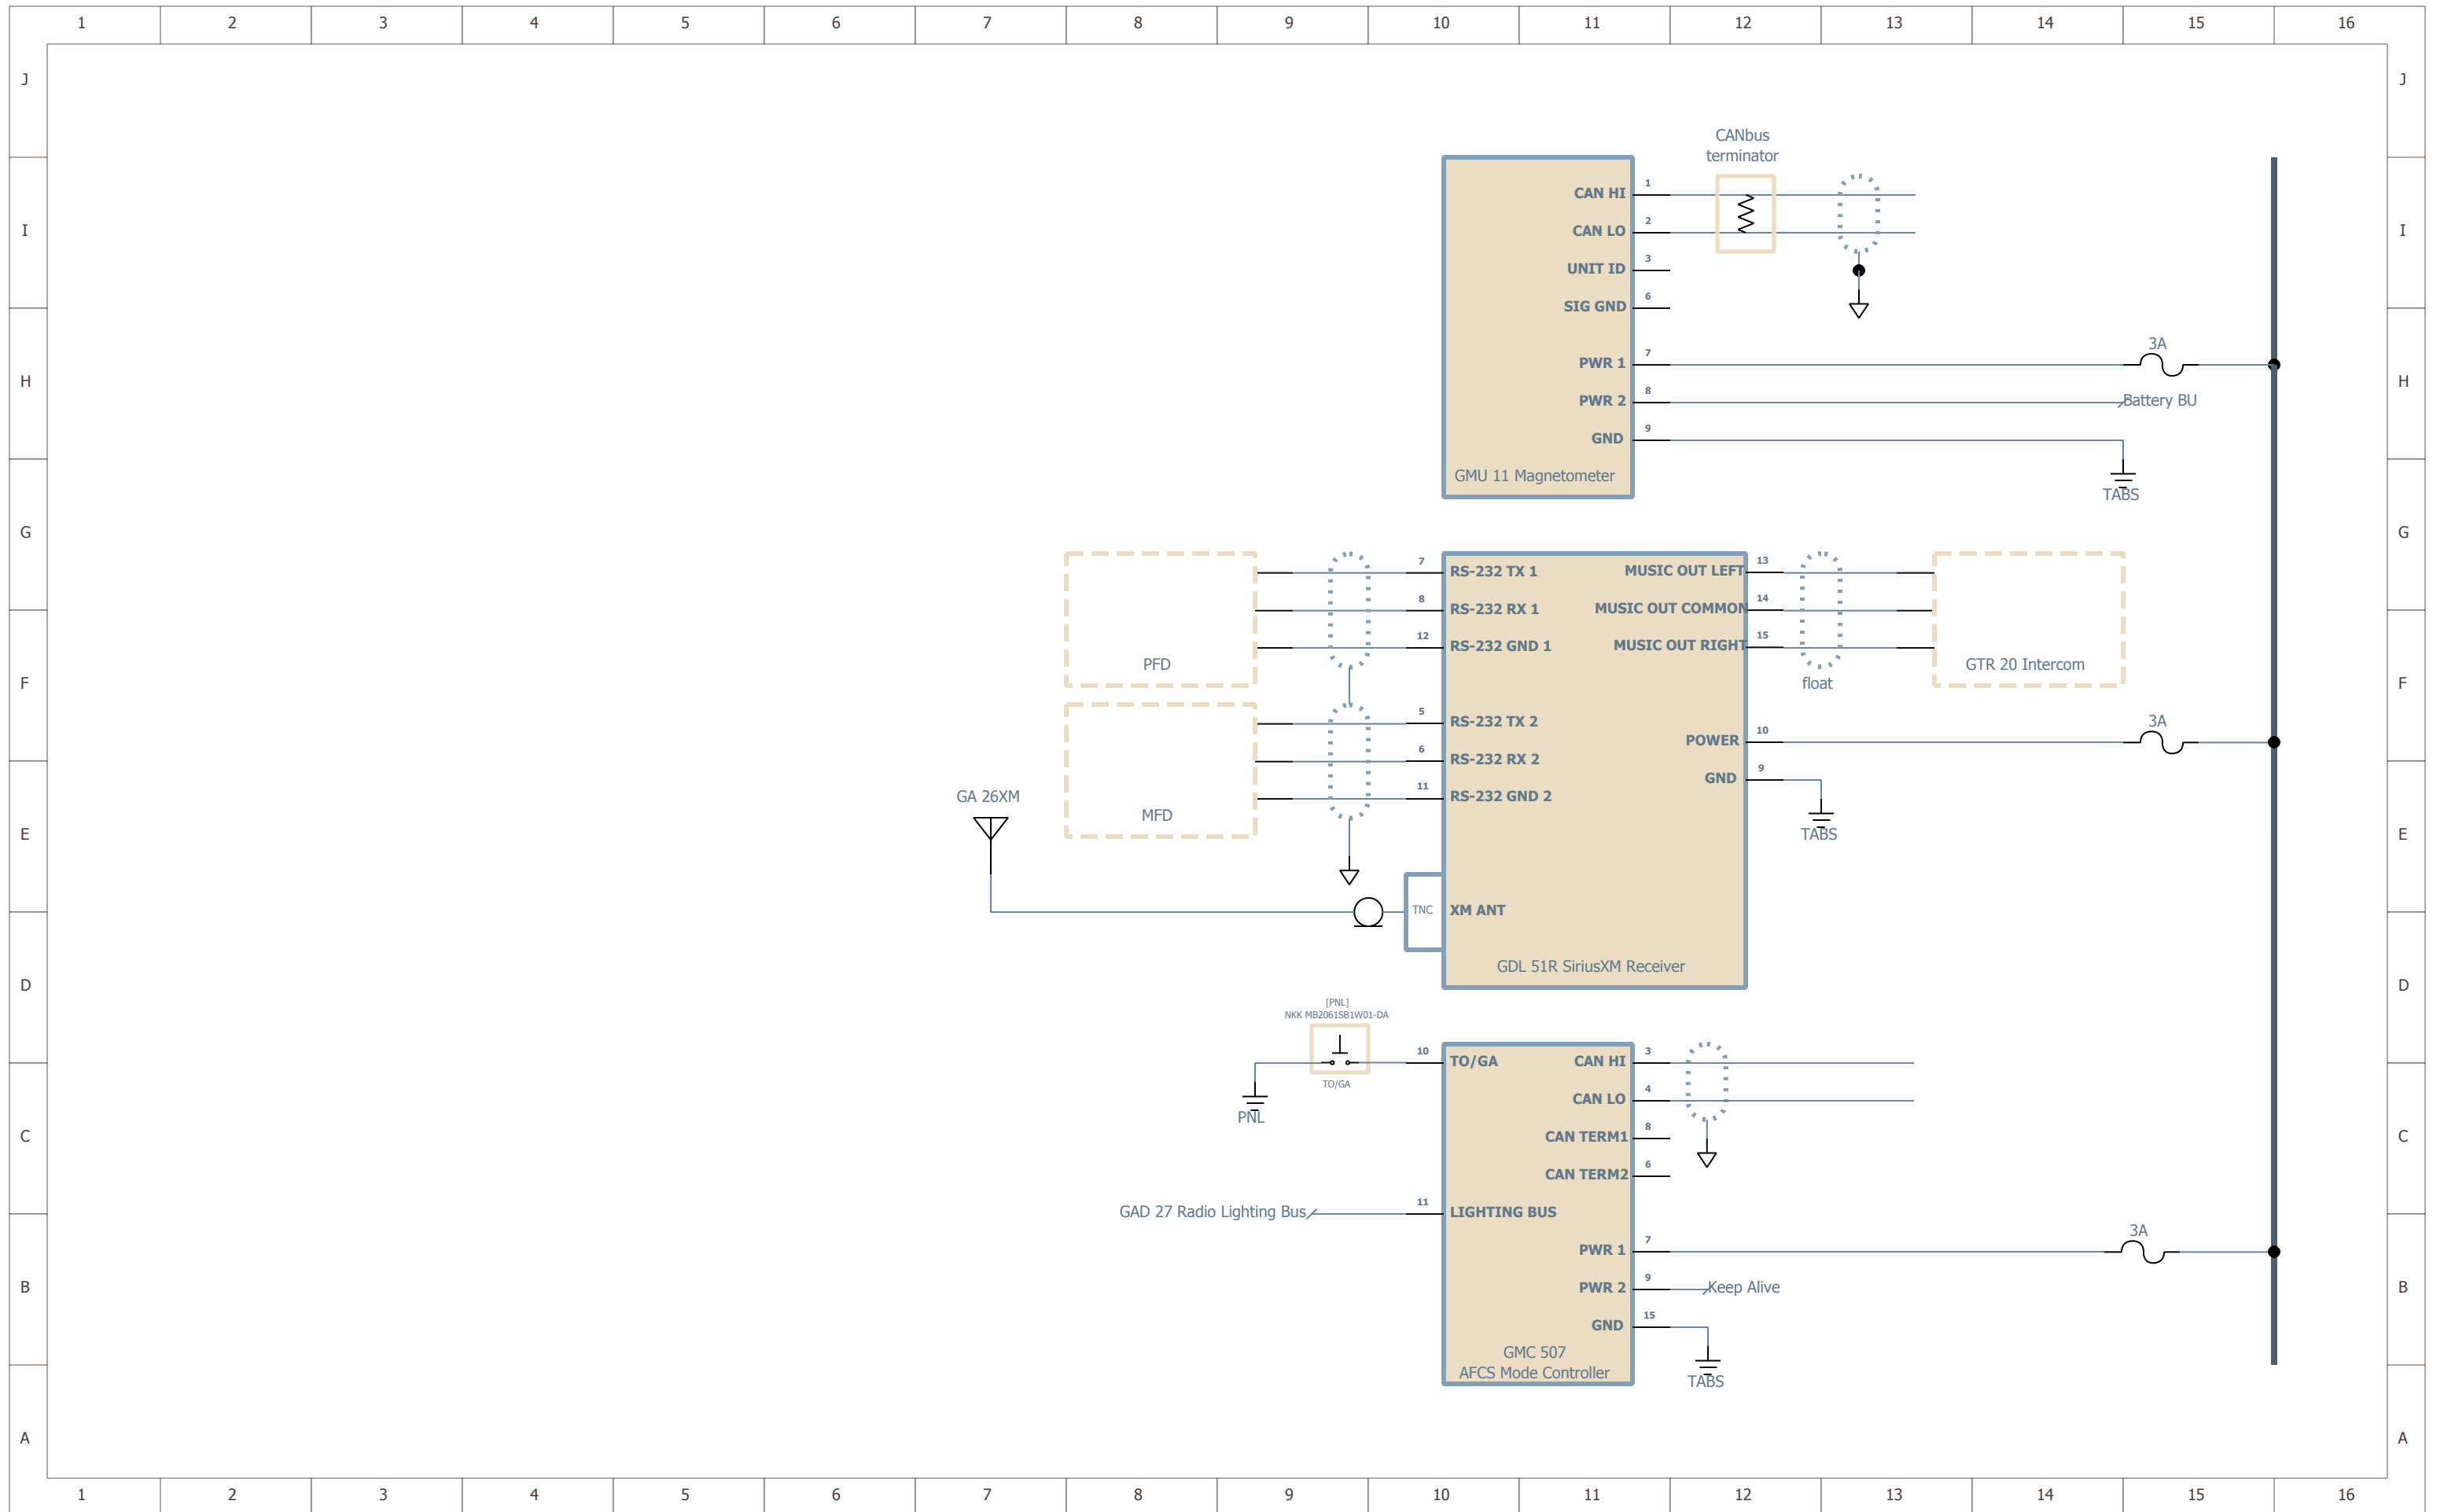 1 2 3 4 5 6 7 8 9 10 11 12 13 14 15 16
J J
CANbus
terminator
CAN HI 1
CAN LO 2
I I
UNIT ID 3
SIG GND 6
3A
PWR 1 7
H H
PWR 2 8 Battery BU
GND 9
GMU 11 Magnetometer
TABS
G G
7 RS-232 TX 1 MUSIC OUT LEFT 13
8 RS-232 RX 1 MUSIC OUT COMMON 14
12 RS-232 GND 1 MUSIC OUT RIGHT 15
PFD GTR 20 Intercom
F float F
5 RS-232 TX 2
3A
POWER 10
6 RS-232 RX 2
GND 9
GA 26XM 11 RS-232 GND 2
MFD
E TABS E
TNC XM ANT
GDL 51R SiriusXM Receiver
D D
[PNL]
NKK MB2061SB1W01-DA
10 TO/GA CAN HI 3
TO/GA
CAN LO 4
PNL
C CAN TERM1 8 C
CAN TERM2 6
GAD 27 Radio Lighting Bus 11 LIGHTING BUS
3A
PWR 1 7
B PWR 2 9 Keep Alive B
GND 15
GMC 507
AFCS Mode Controller
TABS
A A
1 2 3 4 5 6 7 8 9 10 11 12 13 14 15 16